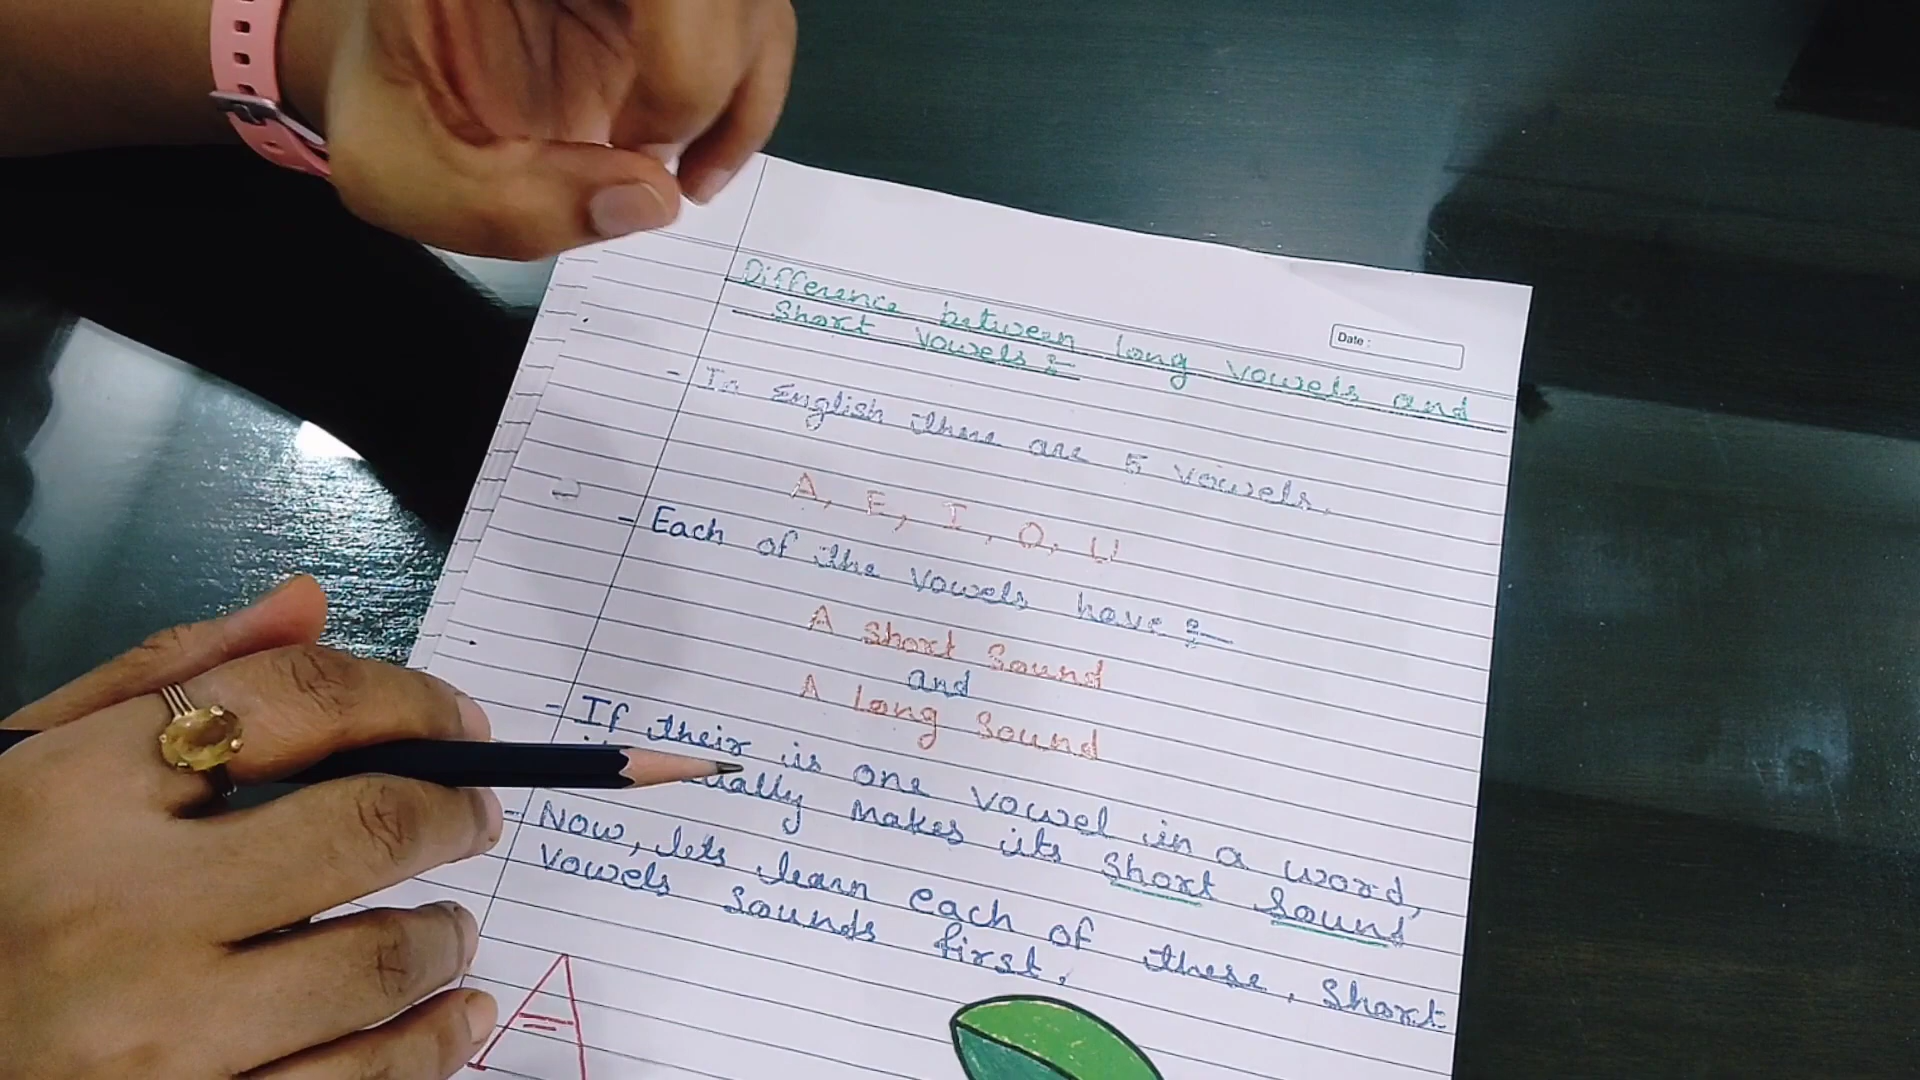 Date :
Difference between long vowels and
Short Vowels :-
- In English there are 5 vowels.
A, E, I, O, U
- Each of the vowels have :-
A Short Sound
and
A Long Sound
- If their is one vowel in a word,
makes its Short Sound
- Now, lets learn each of these, Short
vowels Sounds first.
A